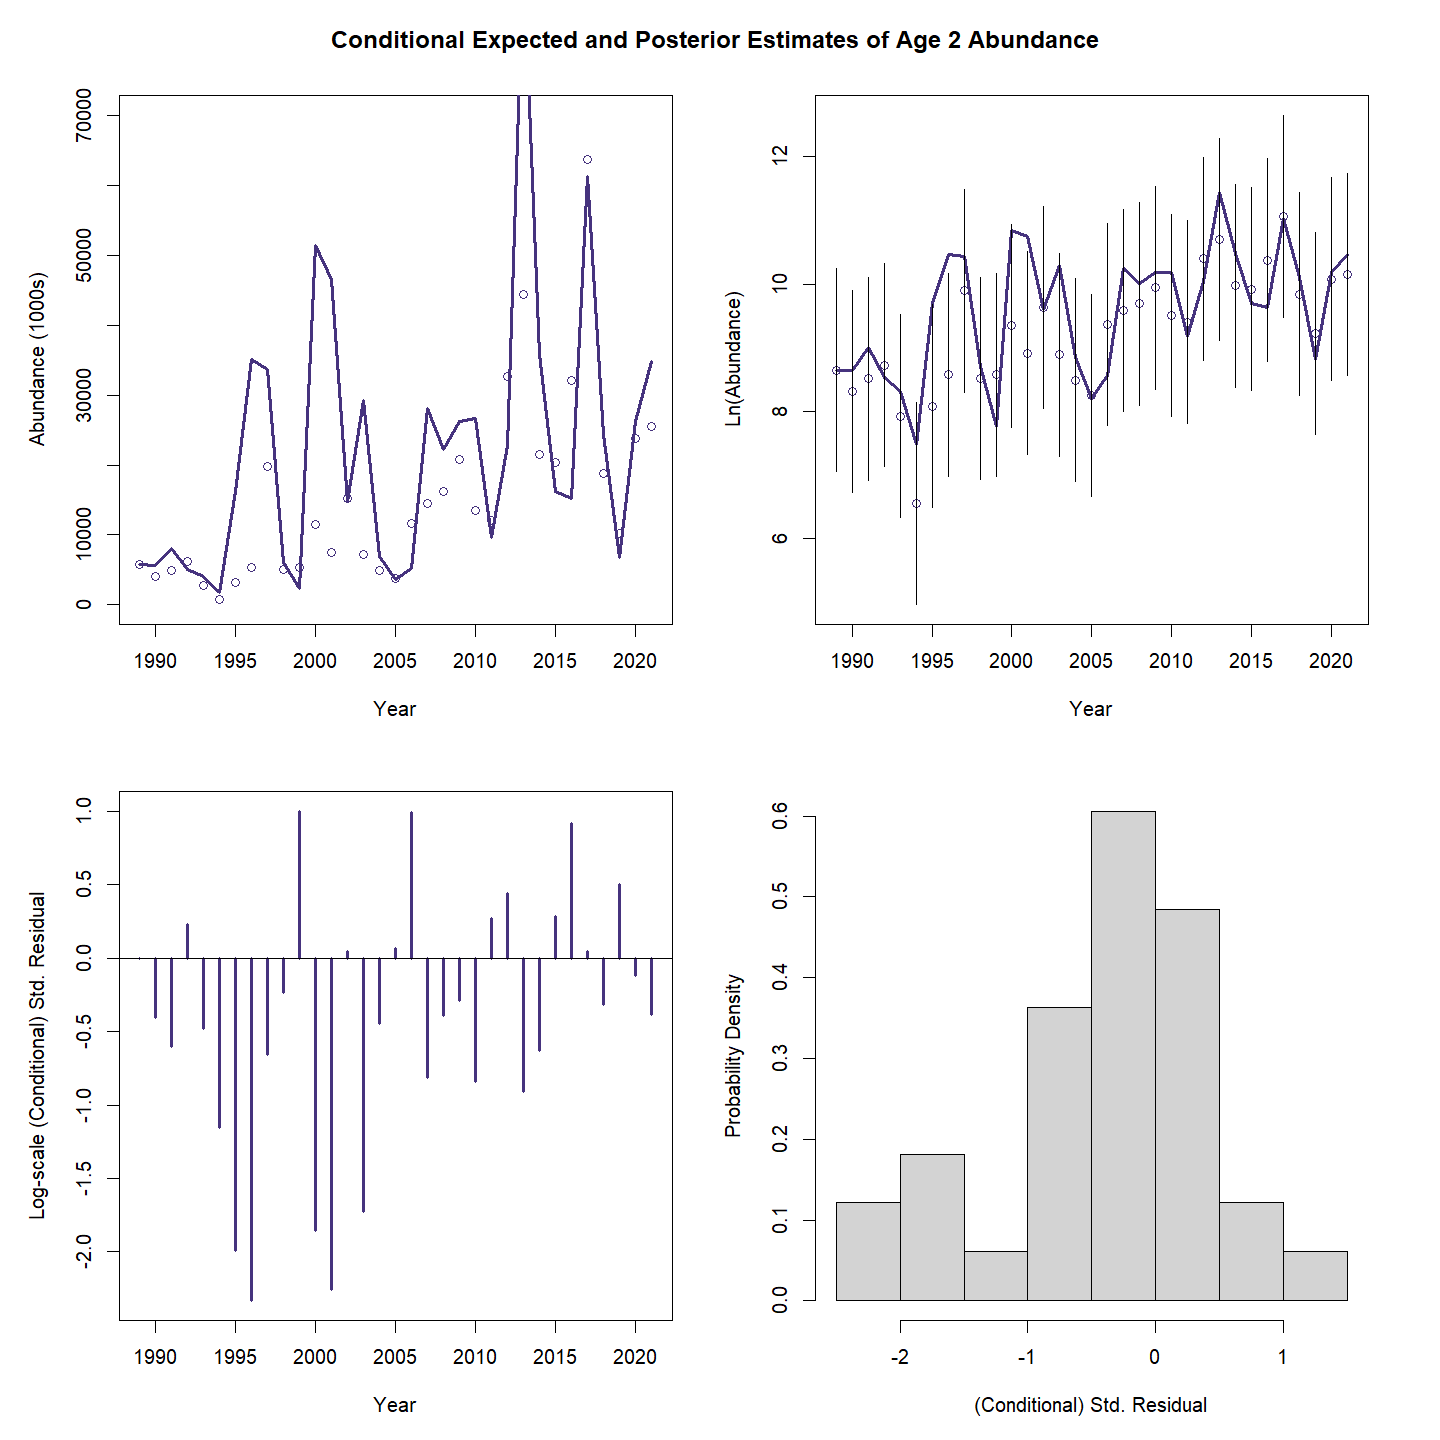 Conditional Expected and Posterior Estimates of Age 2 Abundance
Abundance (1000s)
0 10000 30000 50000 70000
1990 1995 2000 2005 2010 2015 2020
Year
Ln(Abundance)
6 8 10 12
1990 1995 2000 2005 2010 2015 2020
Year
Log-scale (Conditional) Std. Residual
-2.0 -1.5 -1.0 -0.5 0.0 0.5 1.0
1990 1995 2000 2005 2010 2015 2020
Year
Probability Density
0.0 0.1 0.2 0.3 0.4 0.5 0.6
-2 -1 0 1
(Conditional) Std. Residual